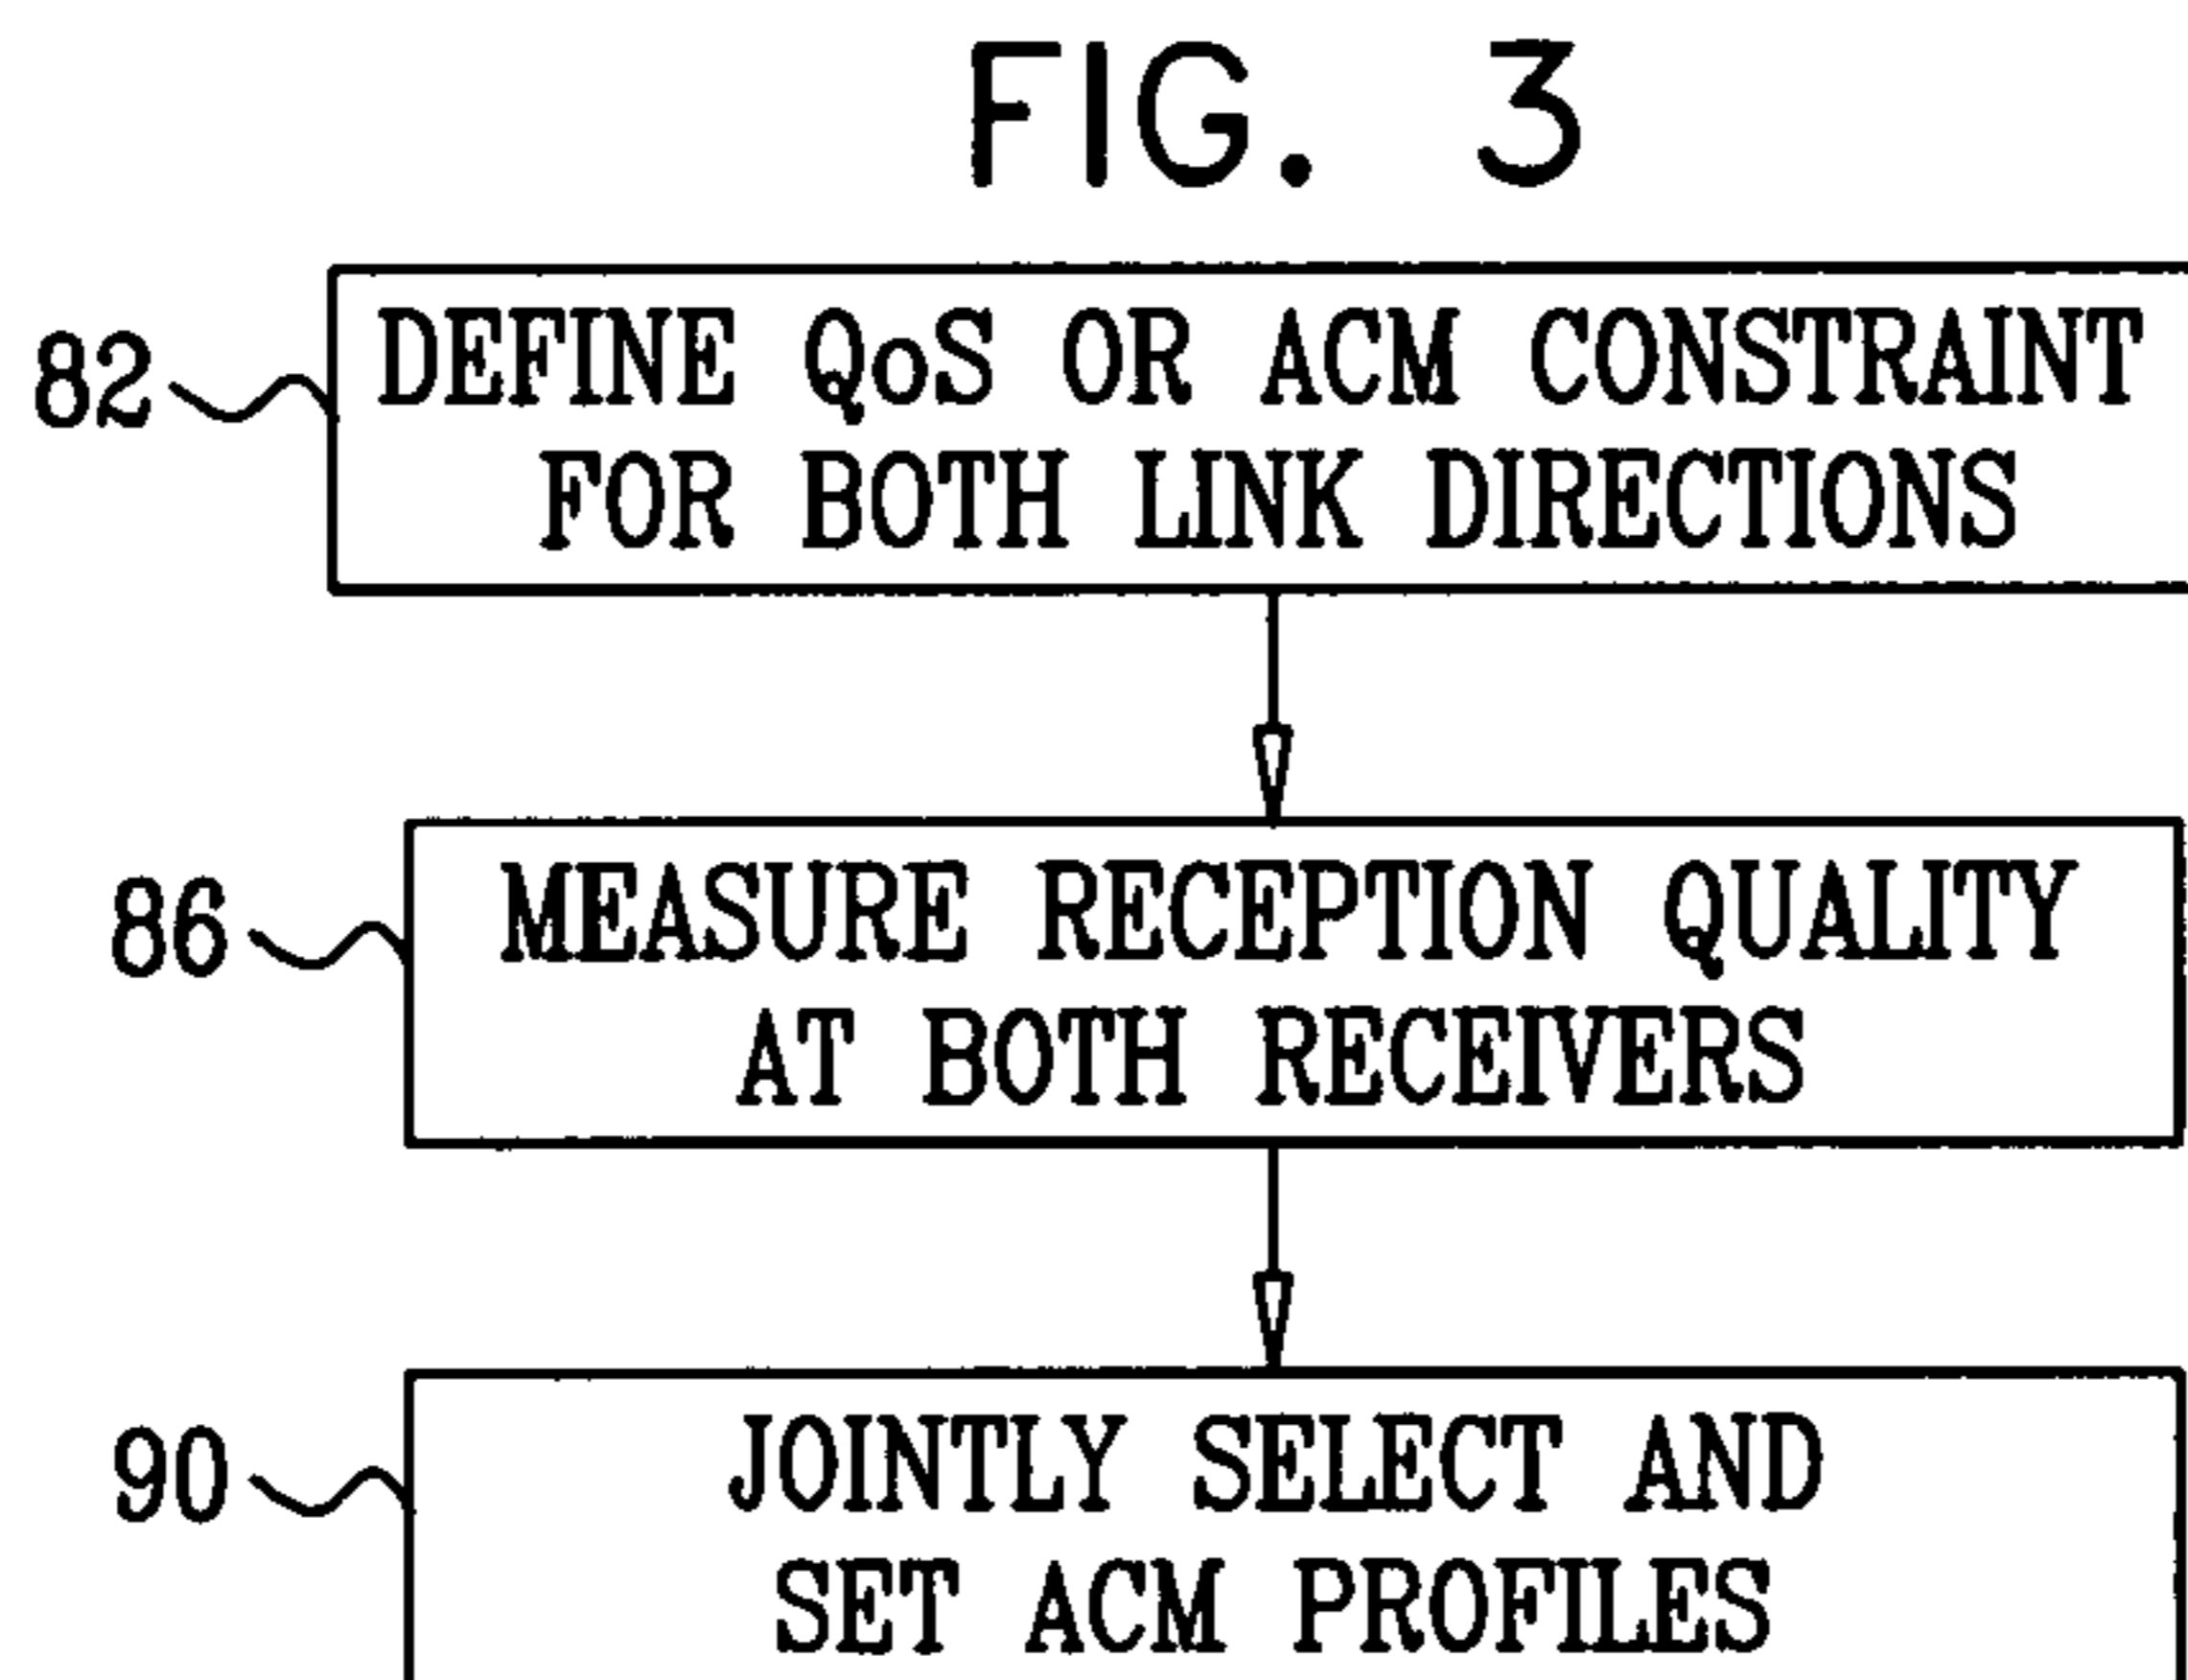 FIG. 3
82
DEFINE QoS OR ACM CONSTRAINT
FOR BOTH LINK DIRECTIONS
86
MEASURE RECEPTION QUALITY
AT BOTH RECEIVERS
90
JOINTLY SELECT AND
SET ACM PROFILES